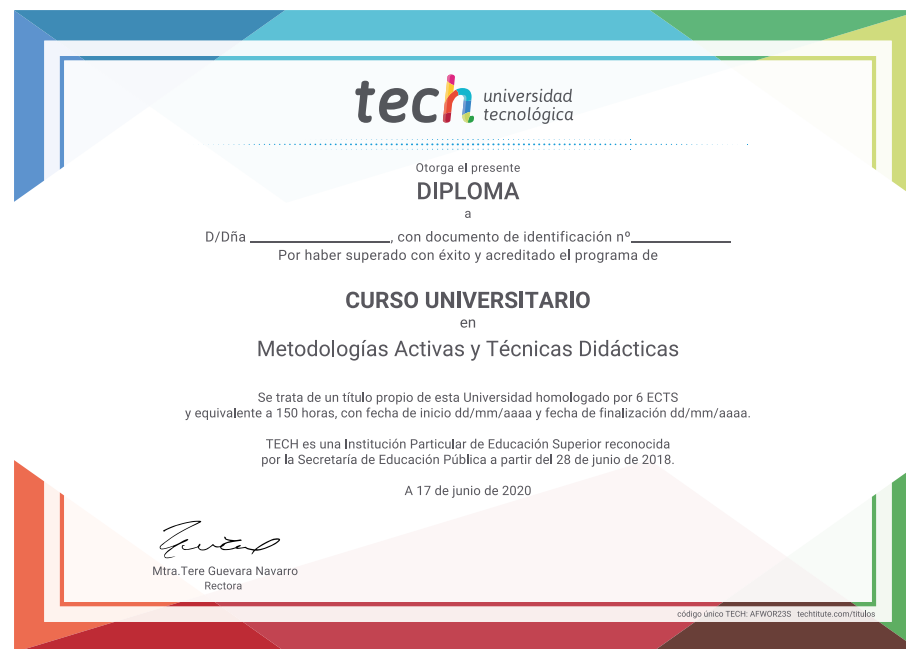 tech universidad
tecnológica
Otorga el presente
DIPLOMA
a
D/Dña ____________________, con documento de identificación nº______________
Por haber superado con éxito y acreditado el programa de
CURSO UNIVERSITARIO
en
Metodologías Activas y Técnicas Didácticas
Se trata de un título propio de esta Universidad homologado por 6 ECTS
y equivalente a 150 horas, con fecha de inicio dd/mm/aaaa y fecha de finalización dd/mm/aaaa.
TECH es una Institución Particular de Educación Superior reconocida
por la Secretaría de Educación Pública a partir del 28 de junio de 2018.
A 17 de junio de 2020
Mtra.Tere Guevara Navarro
Rectora
código único TECH: AFWOR23S techtitute.com/titulos